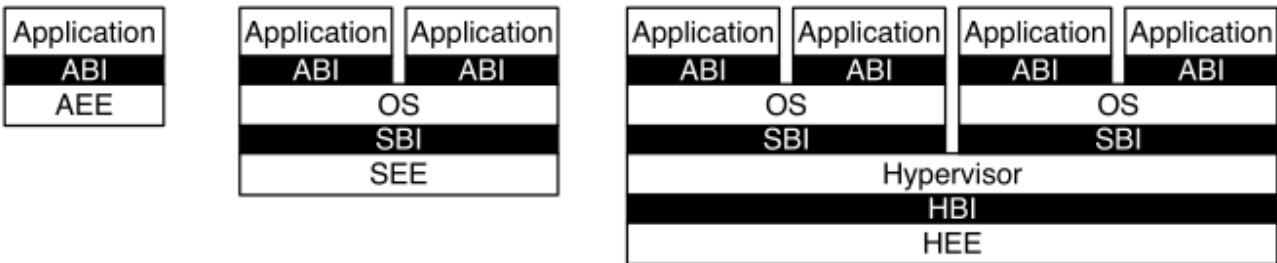 Application
ABI
AEE
Application Application
ABI ABI
OS
SBI
SEE
Application Application Application Application
ABI ABI ABI ABI
OS OS
SBI SBI
Hypervisor
HBI
HEE